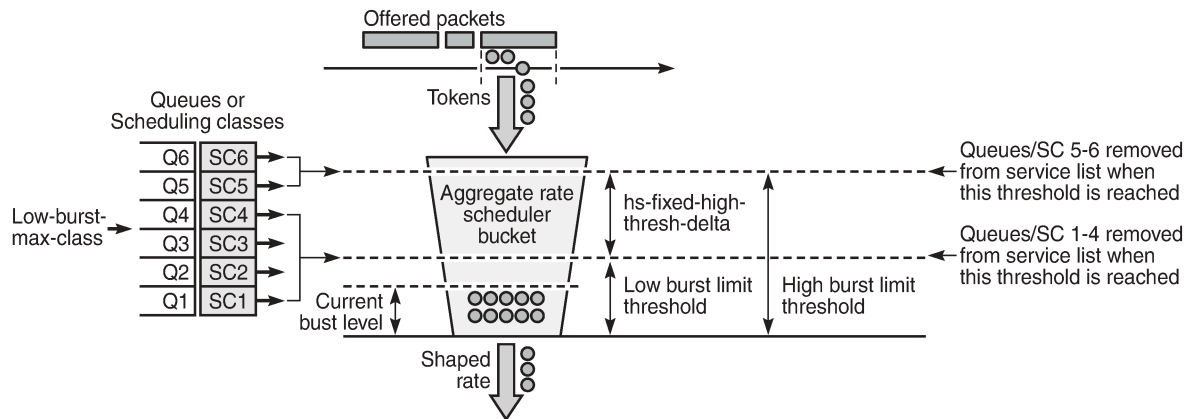 Offered packets
Tokens
Queues or
Scheduling classes
Q6 SC6
Q5 SC5
Q4 SC4
Q3 SC3
Q2 SC2
Q1 SC1
Low-burst-
max-class
Aggregate rate
scheduler
bucket
hs-fixed-high-
thresh-delta
Queues/SC 5-6 removed
from service list when
this threshold is reached
Queues/SC 1-4 removed
from service list when
this threshold is reached
Current
bust level
Low burst limit
threshold
High burst limit
threshold
Shaped
rate